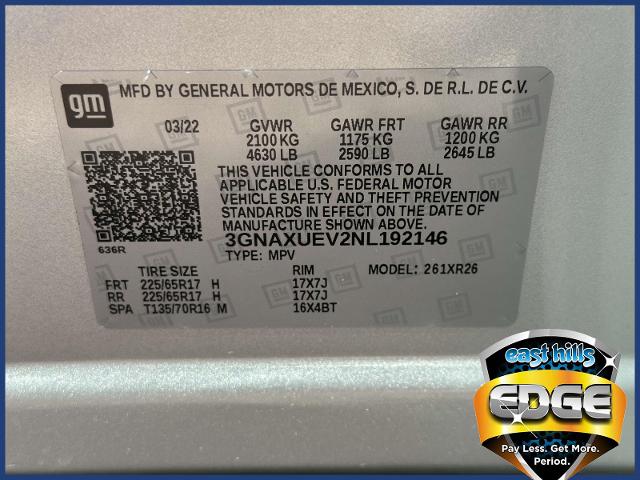 gm
MFD BY GENERAL MOTORS DE MEXICO, S. DE R.L. DE C.V.
03/22 GVWR GAWR FRT GAWR RR
2100 KG 1175 KG 1200 KG
4630 LB 2590 LB 2645 LB
THIS VEHICLE CONFORMS TO ALL
APPLICABLE U.S. FEDERAL MOTOR
VEHICLE SAFETY AND THEFT PREVENTION
STANDARDS IN EFFECT ON THE DATE
OF MANUFACTURE SHOWN ABOVE.
636R
3GNAXUEV2NL192146
TYPE: MPV MODEL: 261XR26
TIRE SIZE RIM
FRT 225/65R17 H 17X7J
RR 225/65R17 H 17X7J
SPA T135/70R16 M 16X4BT
east hills
EDGE
Pay Less. Get More.
Period.